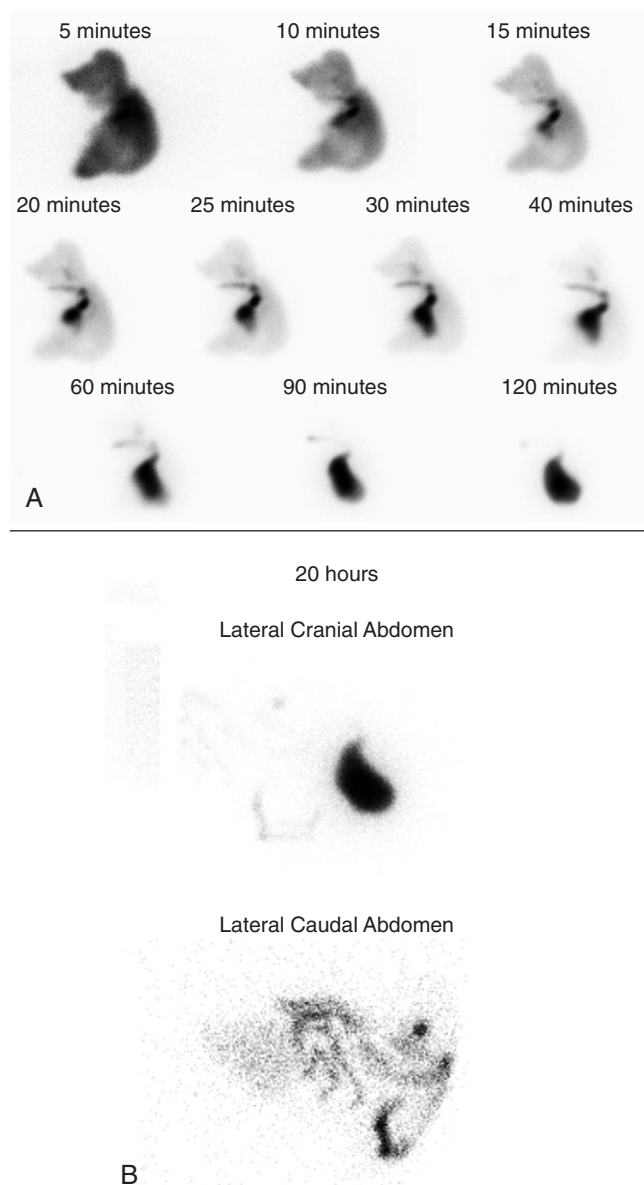 5 minutes 10 minutes 15 minutes
20 minutes 25 minutes 30 minutes 40 minutes
60 minutes 90 minutes 120 minutes
A
20 hours
Lateral Cranial Abdomen
Lateral Caudal Abdomen
B